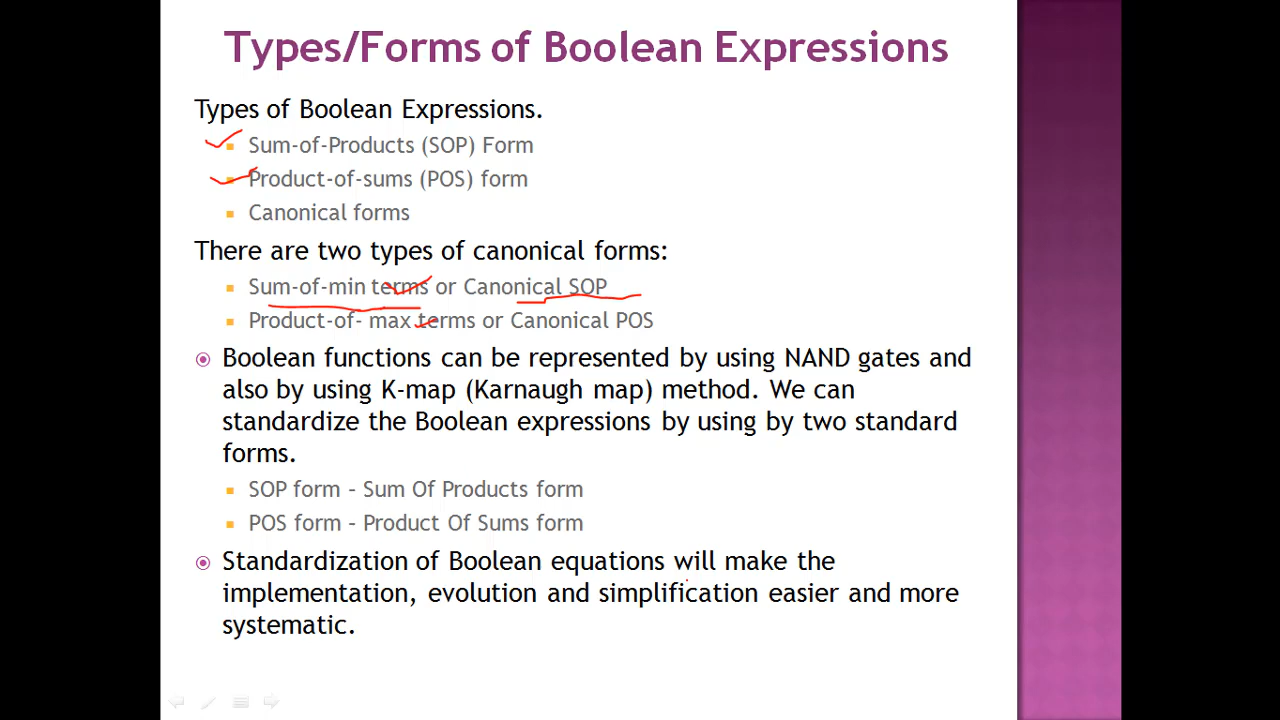 Types/Forms of Boolean Expressions
Types of Boolean Expressions.
Sum-of-Products (SOP) Form
Product-of-sums (POS) form
Canonical forms
There are two types of canonical forms:
Sum-of-min terms or Canonical SOP
Product-of- max terms or Canonical POS
Boolean functions can be represented by using NAND gates and
also by using K-map (Karnaugh map) method. We can
standardize the Boolean expressions by using by two standard
forms.
SOP form – Sum Of Products form
POS form – Product Of Sums form
Standardization of Boolean equations will make the
implementation, evolution and simplification easier and more
systematic.